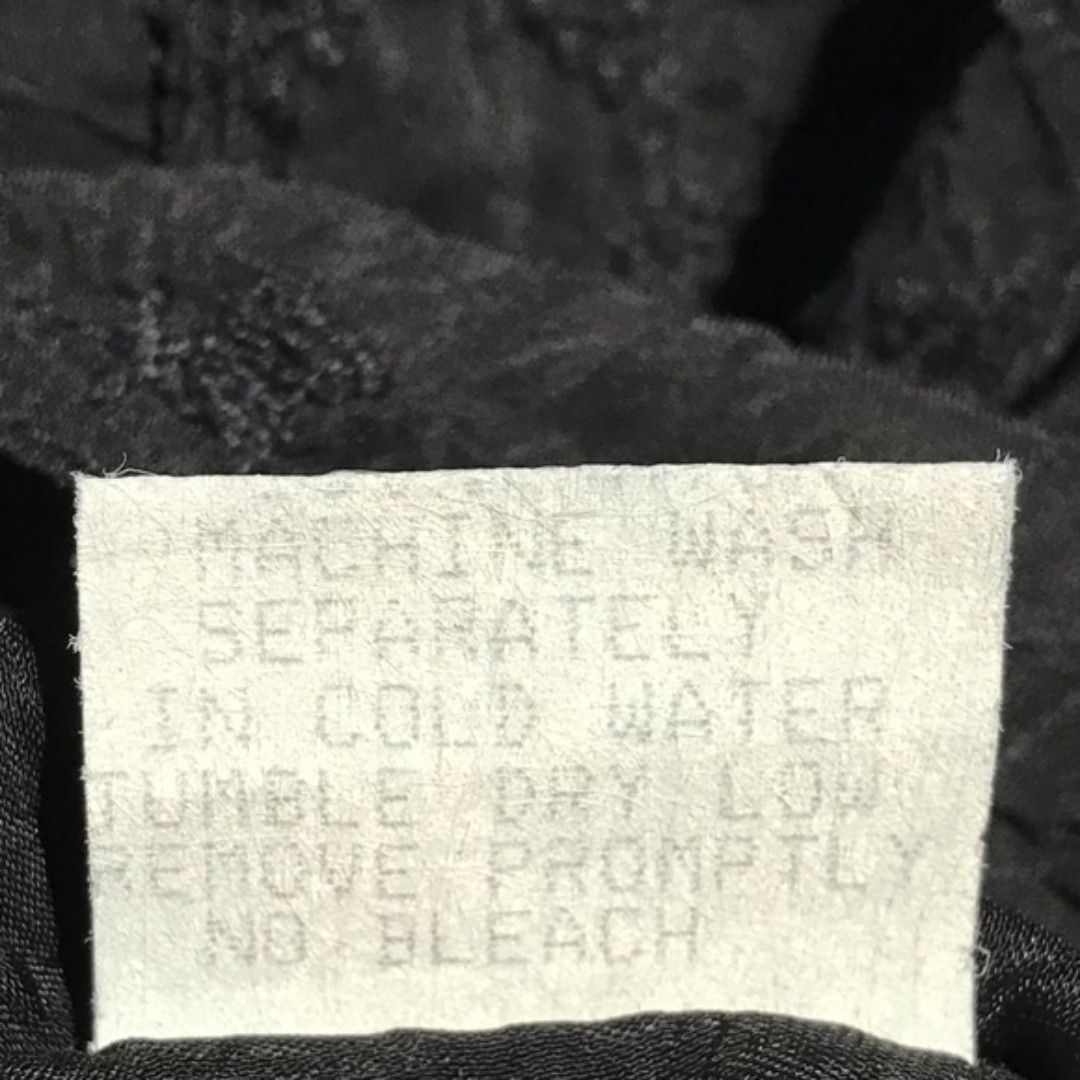 MACHINE WASH
SEPARATELY
IN COLD WATER
TUMBLE DRY LOW
REMOVE PROMPTLY
NO BLEACH